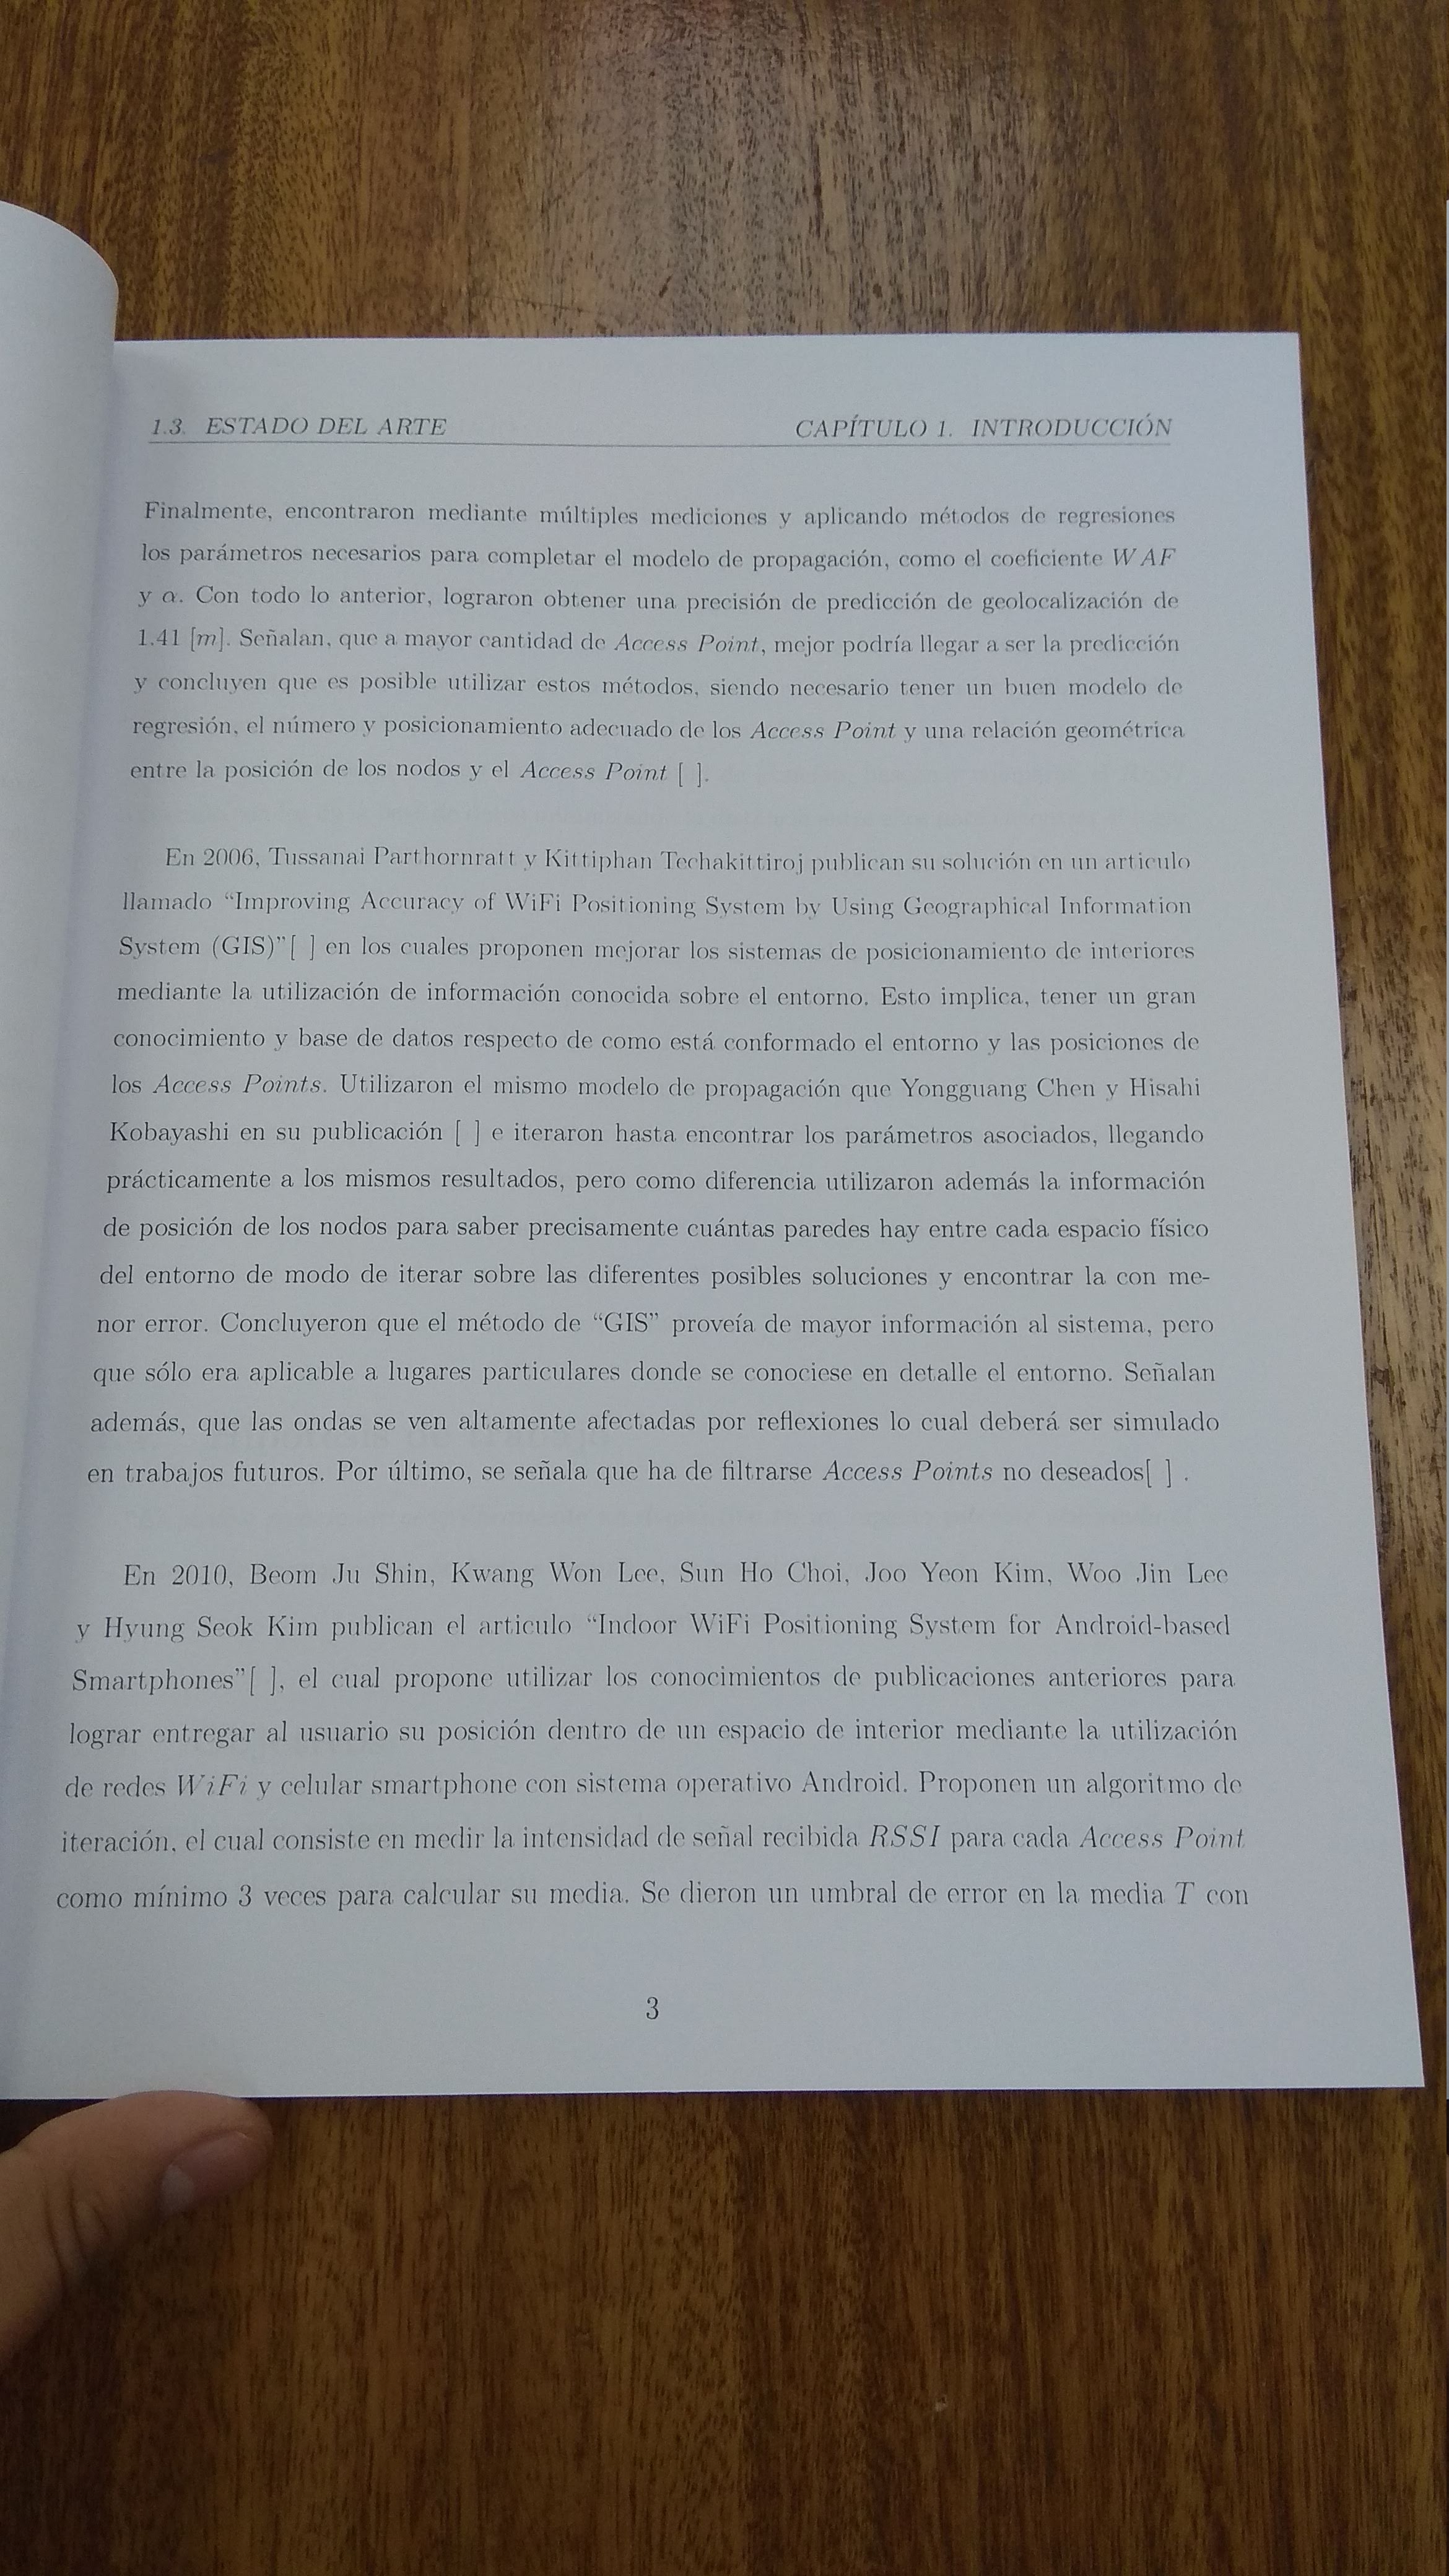 1.3. ESTADO DEL ARTE CAPÍTULO 1. INTRODUCCIÓN
Finalmente, encontraron mediante múltiples mediciones y aplicando métodos de regresiones
los parámetros necesarios para completar el modelo de propagación, como el coeficiente WAF
y α. Con todo lo anterior, lograron obtener una precisión de predicción de geolocalización de
1.41 [m]. Señalan, que a mayor cantidad de Access Point, mejor podría llegar a ser la predicción
y concluyen que es posible utilizar estos métodos, siendo necesario tener un buen modelo de
regresión, el número y posicionamiento adecuado de los Access Point y una relación geométrica
entre la posición de los nodos y el Access Point [ ].
En 2006, Tussanai Parthornratt y Kittiphan Techakittiroj publican su solución en un articulo
llamado “Improving Accuracy of WiFi Positioning System by Using Geographical Information
System (GIS)”[ ] en los cuales proponen mejorar los sistemas de posicionamiento de interiores
mediante la utilización de información conocida sobre el entorno. Esto implica, tener un gran
conocimiento y base de datos respecto de como está conformado el entorno y las posiciones de
los Access Points. Utilizaron el mismo modelo de propagación que Yongguang Chen y Hisahi
Kobayashi en su publicación [ ] e iteraron hasta encontrar los parámetros asociados, llegando
prácticamente a los mismos resultados, pero como diferencia utilizaron además la información
de posición de los nodos para saber precisamente cuántas paredes hay entre cada espacio físico
del entorno de modo de iterar sobre las diferentes posibles soluciones y encontrar la con me-
nor error. Concluyeron que el método de “GIS” proveía de mayor información al sistema, pero
que sólo era aplicable a lugares particulares donde se conociese en detalle el entorno. Señalan
además, que las ondas se ven altamente afectadas por reflexiones lo cual deberá ser simulado
en trabajos futuros. Por último, se señala que ha de filtrarse Access Points no deseados[ ] .
En 2010, Beom Ju Shin, Kwang Won Lee, Sun Ho Choi, Joo Yeon Kim, Woo Jin Lee
y Hyung Seok Kim publican el articulo “Indoor WiFi Positioning System for Android-based
Smartphones”[ ], el cual propone utilizar los conocimientos de publicaciones anteriores para
lograr entregar al usuario su posición dentro de un espacio de interior mediante la utilización
de redes WiFi y celular smartphone con sistema operativo Android. Proponen un algoritmo de
iteración, el cual consiste en medir la intensidad de señal recibida RSSI para cada Access Point
como mínimo 3 veces para calcular su media. Se dieron un umbral de error en la media T con
3